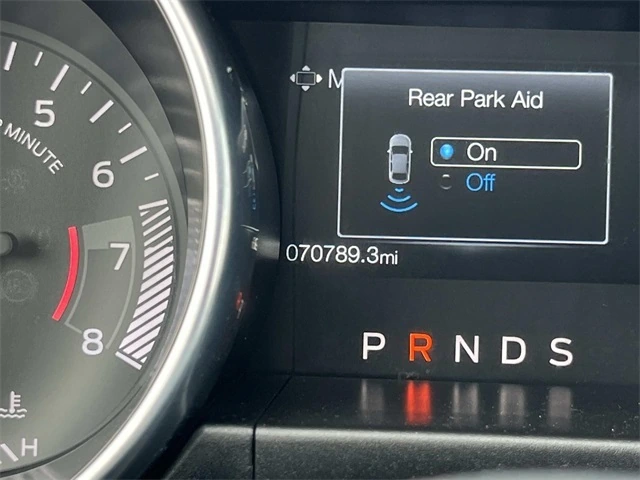 M
Rear Park Aid
On
Off
070789.3mi
P R N D S
5
6
7
8
MINUTE
H